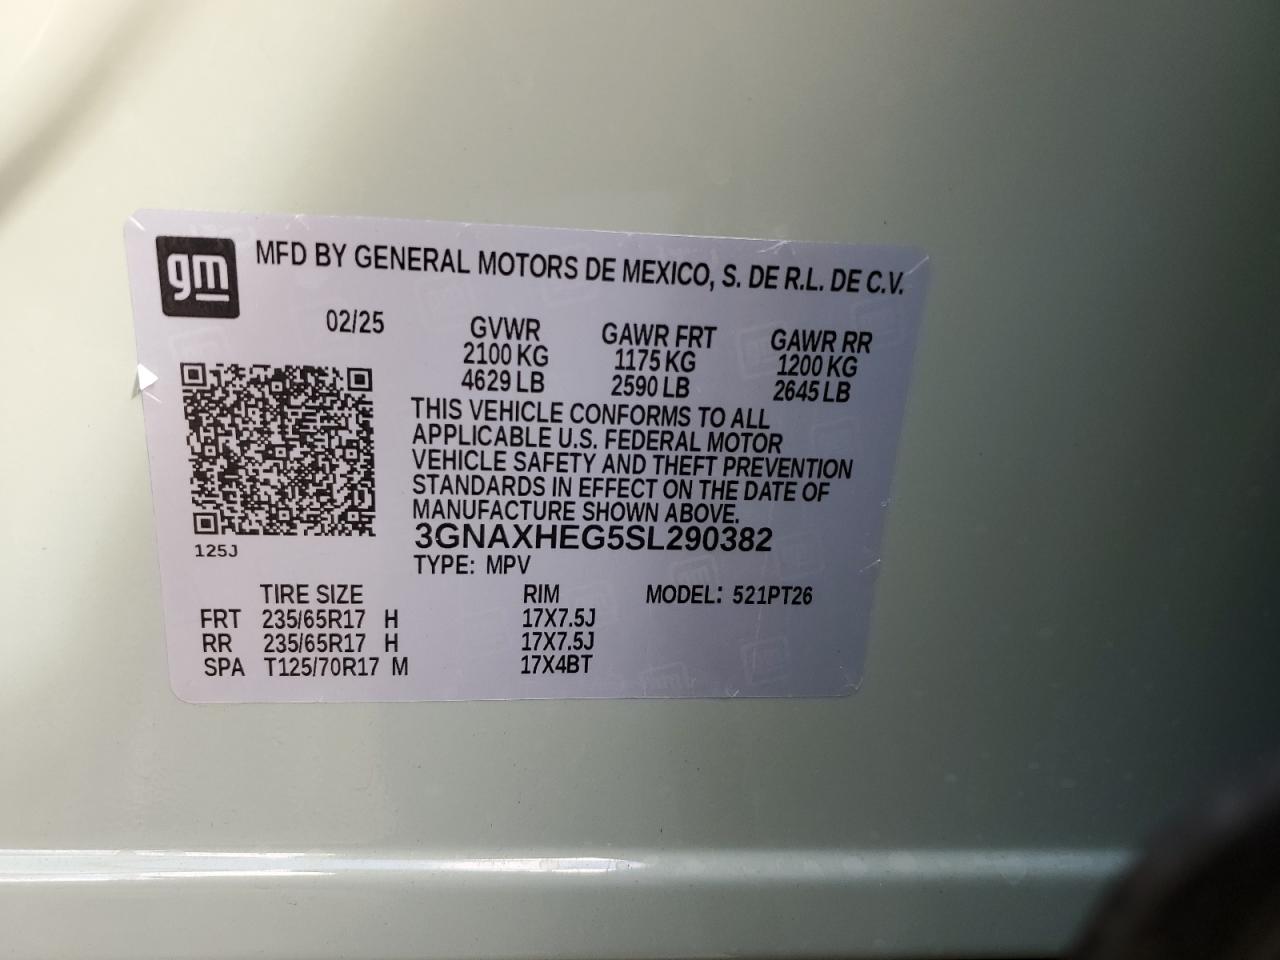 gm MFD BY GENERAL MOTORS DE MEXICO, S. DE R.L. DE C.V.
02/25 GVWR GAWR FRT GAWR RR
2100 KG 1175 KG 1200 KG
4629 LB 2590 LB 2645 LB
THIS VEHICLE CONFORMS TO ALL
APPLICABLE U.S. FEDERAL MOTOR
VEHICLE SAFETY AND THEFT PREVENTION
STANDARDS IN EFFECT ON THE DATE OF
MANUFACTURE SHOWN ABOVE.
3GNAXHEG5SL290382
125J
TYPE: MPV
TIRE SIZE RIM MODEL: 521PT26
FRT 235/65R17 H 17X7.5J
RR 235/65R17 H 17X7.5J
SPA T125/70R17 M 17X4BT